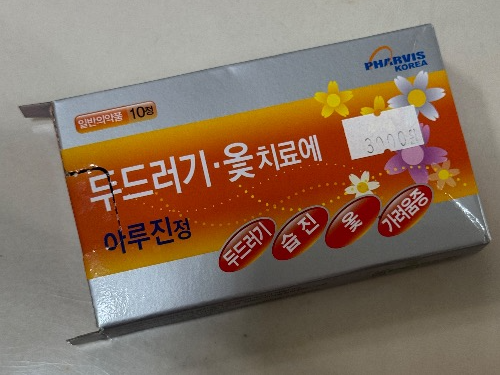 PHARVIS
KOREA
일반의약품 10정
3000원
두드러기·옻치료에
아루진정
두드러기 습진 옻 가려움증